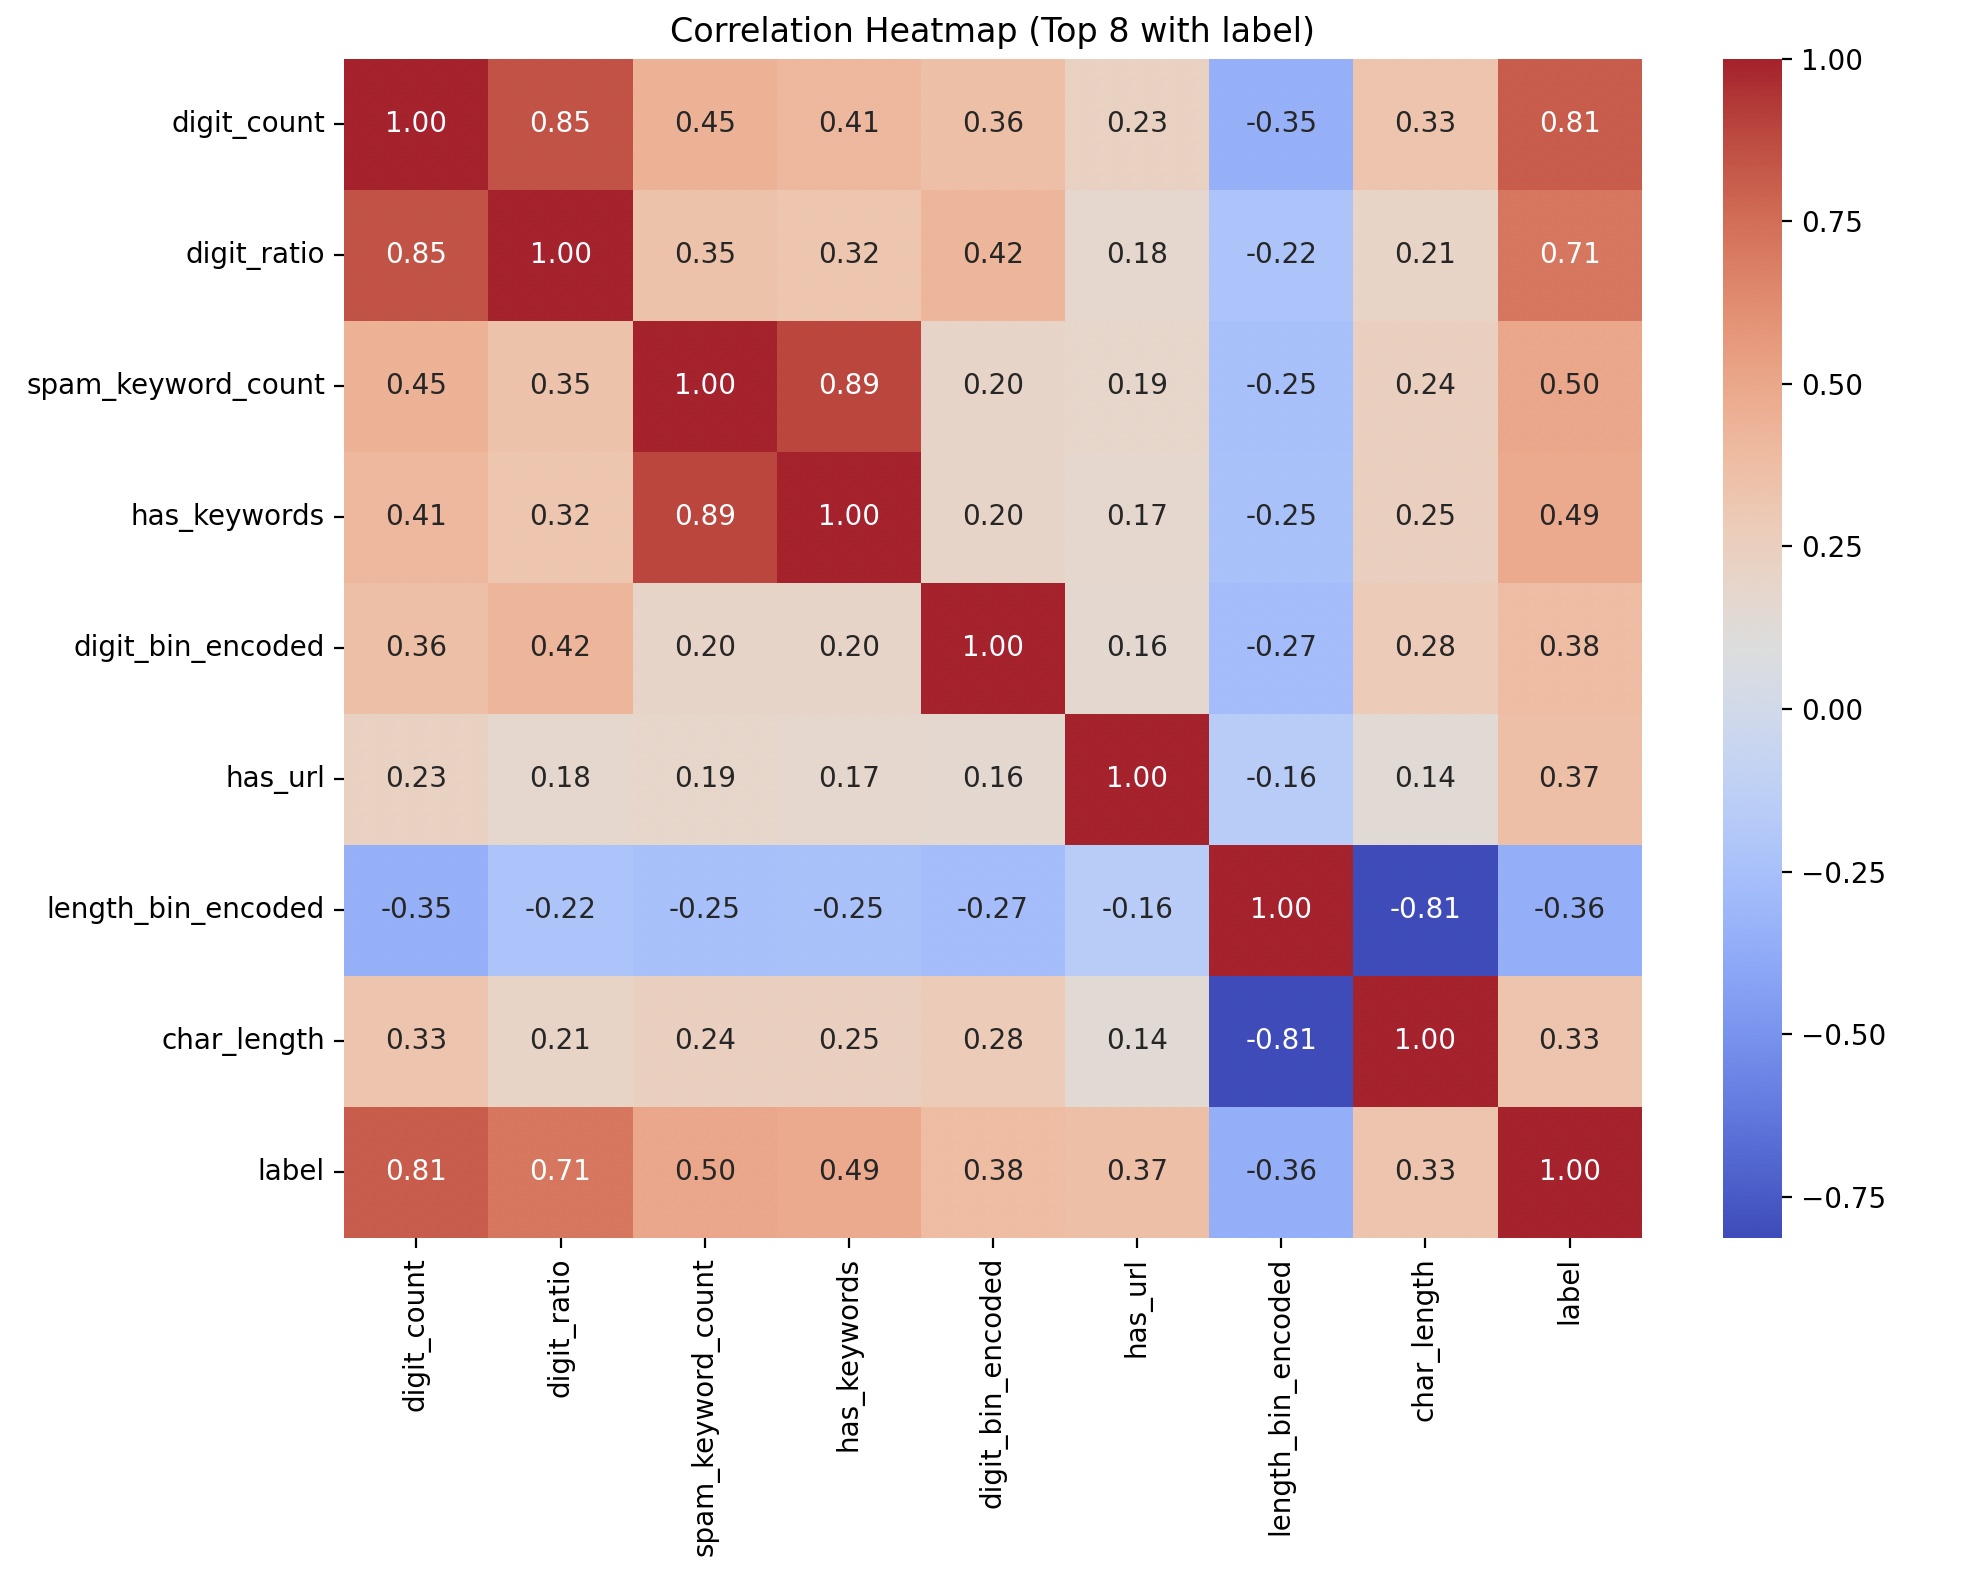 Correlation Heatmap (Top 8 with label)
digit_count 1.00 0.85 0.45 0.41 0.36 0.23 -0.35 0.33 0.81
digit_ratio 0.85 1.00 0.35 0.32 0.42 0.18 -0.22 0.21 0.71
spam_keyword_count 0.45 0.35 1.00 0.89 0.20 0.19 -0.25 0.24 0.50
has_keywords 0.41 0.32 0.89 1.00 0.20 0.17 -0.25 0.25 0.49
digit_bin_encoded 0.36 0.42 0.20 0.20 1.00 0.16 -0.27 0.28 0.38
has_url 0.23 0.18 0.19 0.17 0.16 1.00 -0.16 0.14 0.37
length_bin_encoded -0.35 -0.22 -0.25 -0.25 -0.27 -0.16 1.00 -0.81 -0.36
char_length 0.33 0.21 0.24 0.25 0.28 0.14 -0.81 1.00 0.33
label 0.81 0.71 0.50 0.49 0.38 0.37 -0.36 0.33 1.00
digit_count
digit_ratio
spam_keyword_count
has_keywords
digit_bin_encoded
has_url
length_bin_encoded
char_length
label
1.00
0.75
0.50
0.25
0.00
−0.25
−0.50
−0.75